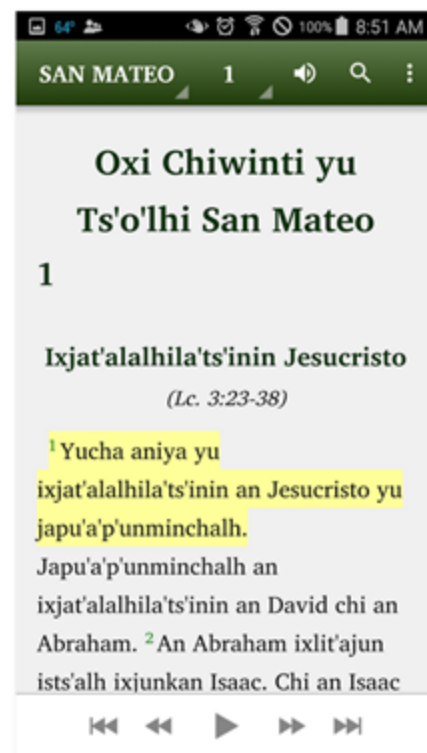 64° 100% 8:51 AM
SAN MATEO 1
Oxi Chiwinti yu
Ts'o'lhi San Mateo
1
Ixjat'alalhila'ts'inin Jesucristo
(Lc. 3:23-38)
1 Yucha aniya yu
ixjat'alalhila'ts'inin an Jesucristo yu
japu'a'p'unminchalh.
Japu'a'p'unminchalh an
ixjat'alalhila'ts'inin an David chi an
Abraham. 2 An Abraham ixlit'ajun
ists'alh ixjunkan Isaac. Chi an Isaac